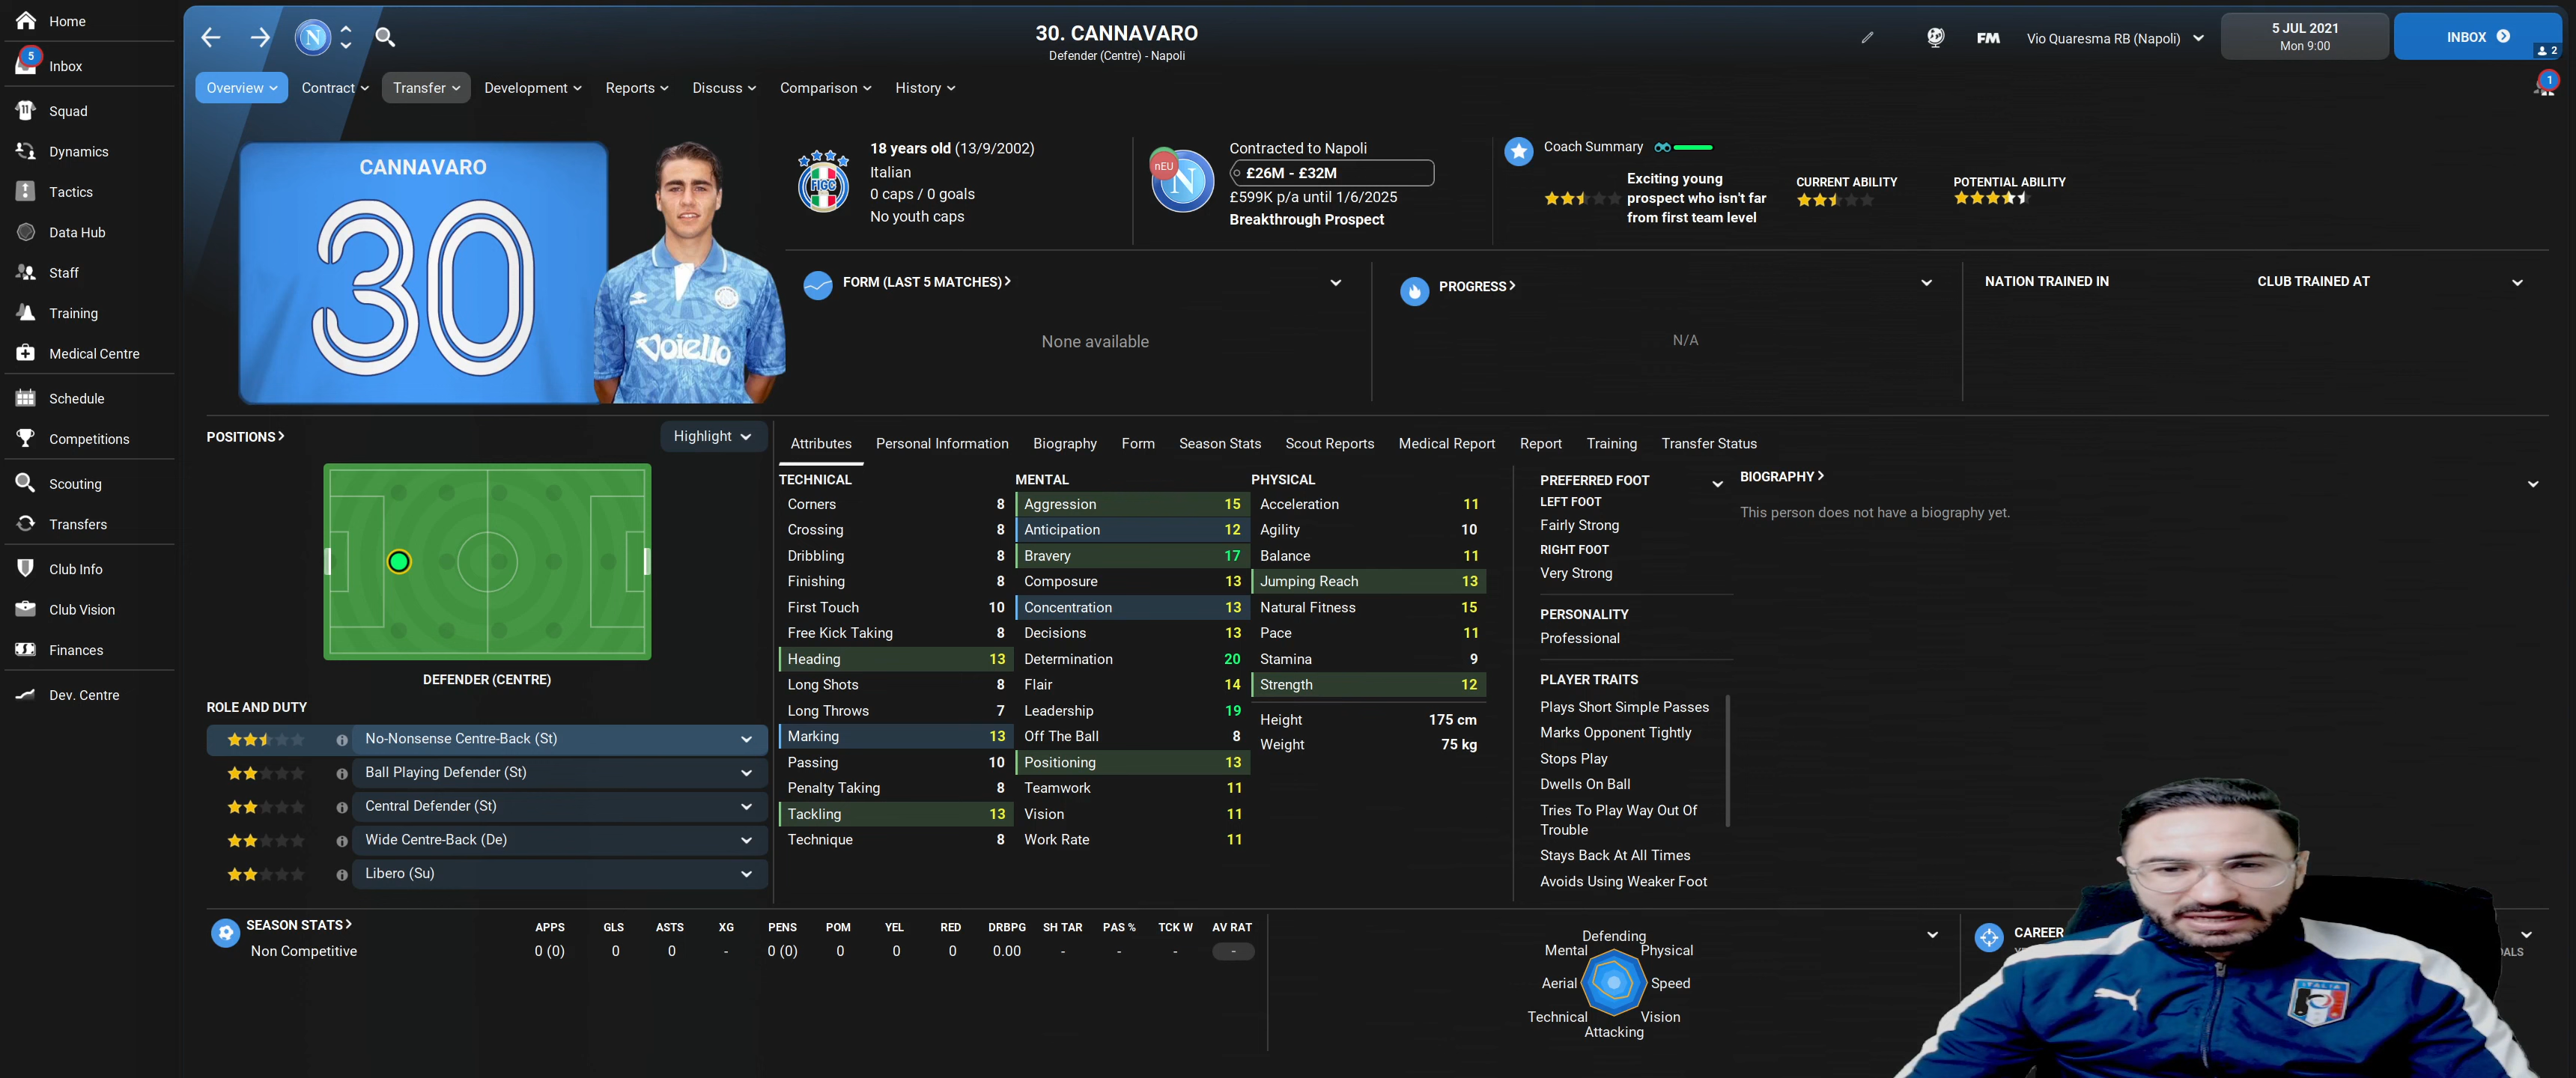 Home
5
Inbox
Squad
Dynamics
Tactics
Data Hub
Staff
Training
Medical Centre
Schedule
Competitions
Scouting
Transfers
Club Info
Club Vision
Finances
Dev. Centre
N
30. CANNAVARO
Defender (Centre) - Napoli
FM
Vio Quaresma RB (Napoli)
5 JUL 2021
Mon 9:00
INBOX
2
Overview
Contract
Transfer
Development
Reports
Discuss
Comparison
History
1
CANNAVARO
30
Voiello
FIGC
18 years old (13/9/2002)
Italian
0 caps / 0 goals
No youth caps
nEU
N
Contracted to Napoli
£26M - £32M
£599K p/a until 1/6/2025
Breakthrough Prospect
Coach Summary
Exciting young
prospect who isn't far
from first team level
CURRENT ABILITY
POTENTIAL ABILITY
FORM (LAST 5 MATCHES)
None available
PROGRESS
N/A
NATION TRAINED IN
CLUB TRAINED AT
POSITIONS
Highlight
DEFENDER (CENTRE)
ROLE AND DUTY
No-Nonsense Centre-Back (St)
Ball Playing Defender (St)
Central Defender (St)
Wide Centre-Back (De)
Libero (Su)
Attributes
Personal Information
Biography
Form
Season Stats
Scout Reports
Medical Report
Report
Training
Transfer Status
TECHNICAL
Corners 8
Crossing 8
Dribbling 8
Finishing 8
First Touch 10
Free Kick Taking 8
Heading 13
Long Shots 8
Long Throws 7
Marking 13
Passing 10
Penalty Taking 8
Tackling 13
Technique 8
MENTAL
Aggression 15
Anticipation 12
Bravery 17
Composure 13
Concentration 13
Decisions 13
Determination 20
Flair 14
Leadership 19
Off The Ball 8
Positioning 13
Teamwork 11
Vision 11
Work Rate 11
PHYSICAL
Acceleration 11
Agility 10
Balance 11
Jumping Reach 13
Natural Fitness 15
Pace 11
Stamina 9
Strength 12
Height 175 cm
Weight 75 kg
PREFERRED FOOT
LEFT FOOT
Fairly Strong
RIGHT FOOT
Very Strong
PERSONALITY
Professional
PLAYER TRAITS
Plays Short Simple Passes
Marks Opponent Tightly
Stops Play
Dwells On Ball
Tries To Play Way Out Of
Trouble
Stays Back At All Times
Avoids Using Weaker Foot
BIOGRAPHY
This person does not have a biography yet.
SEASON STATS
APPS GLS ASTS XG PENS POM YEL RED DRBPG SH TAR PAS % TCK W AV RAT
Non Competitive 0 (0) 0 0 - 0 (0) 0 0 0 0.00 - - - -
Defending
Mental
Physical
Aerial
Speed
Technical
Vision
Attacking
CAREER
ITALIA